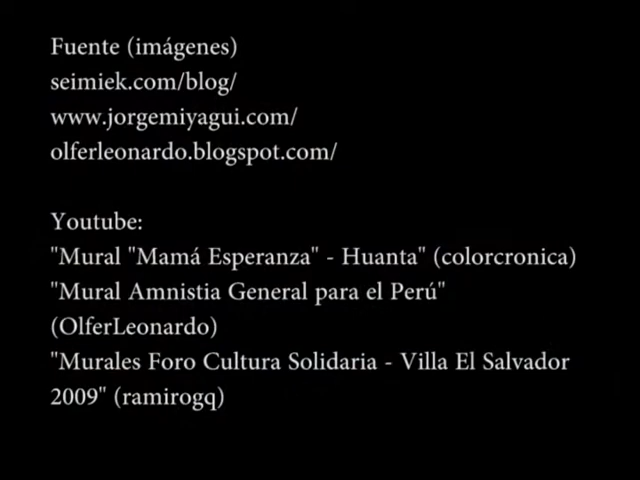 Fuente (imágenes)
seimiek.com/blog/
www.jorgemiyagui.com/
olferleonardo.blogspot.com/
Youtube:
"Mural "Mamá Esperanza" - Huanta" (colorcronica)
"Mural Amnistia General para el Perú"
(OlferLeonardo)
"Murales Foro Cultura Solidaria - Villa El Salvador
2009" (ramirogq)